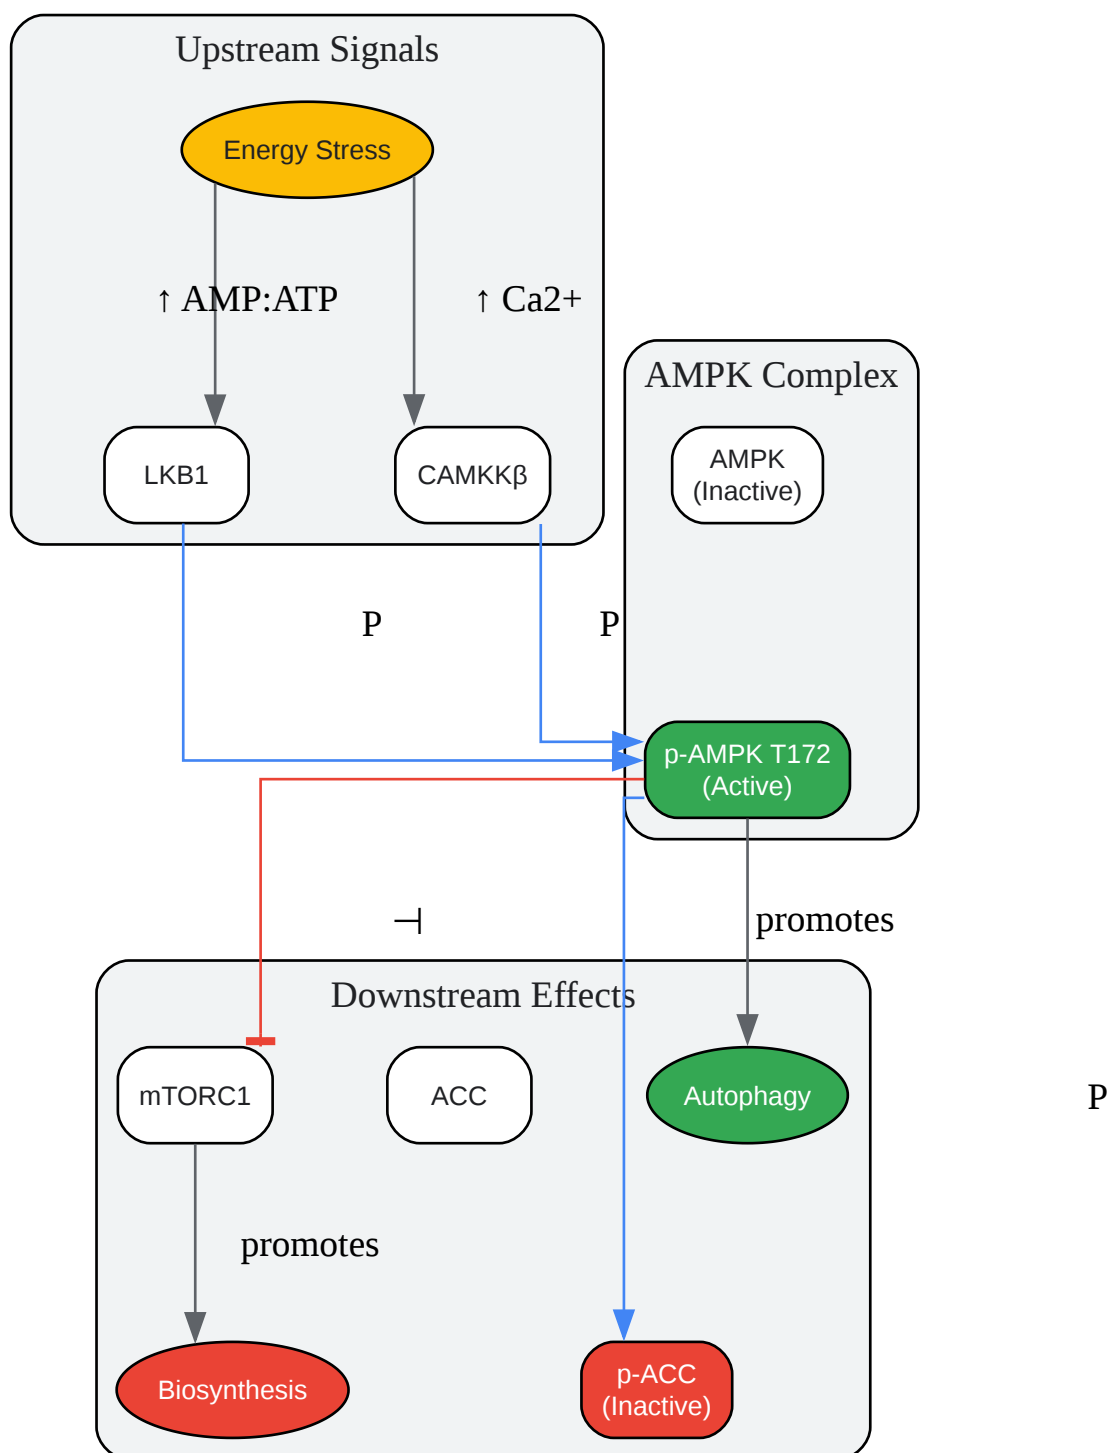 Upstream Signals
Energy Stress
↑ AMP:ATP
↑ Ca2+
LKB1
CAMKKβ
AMPK Complex
AMPK
(Inactive)
P
P
p-AMPK T172
(Active)
⊣
promotes
Downstream Effects
mTORC1
ACC
Autophagy
P
promotes
Biosynthesis
p-ACC
(Inactive)